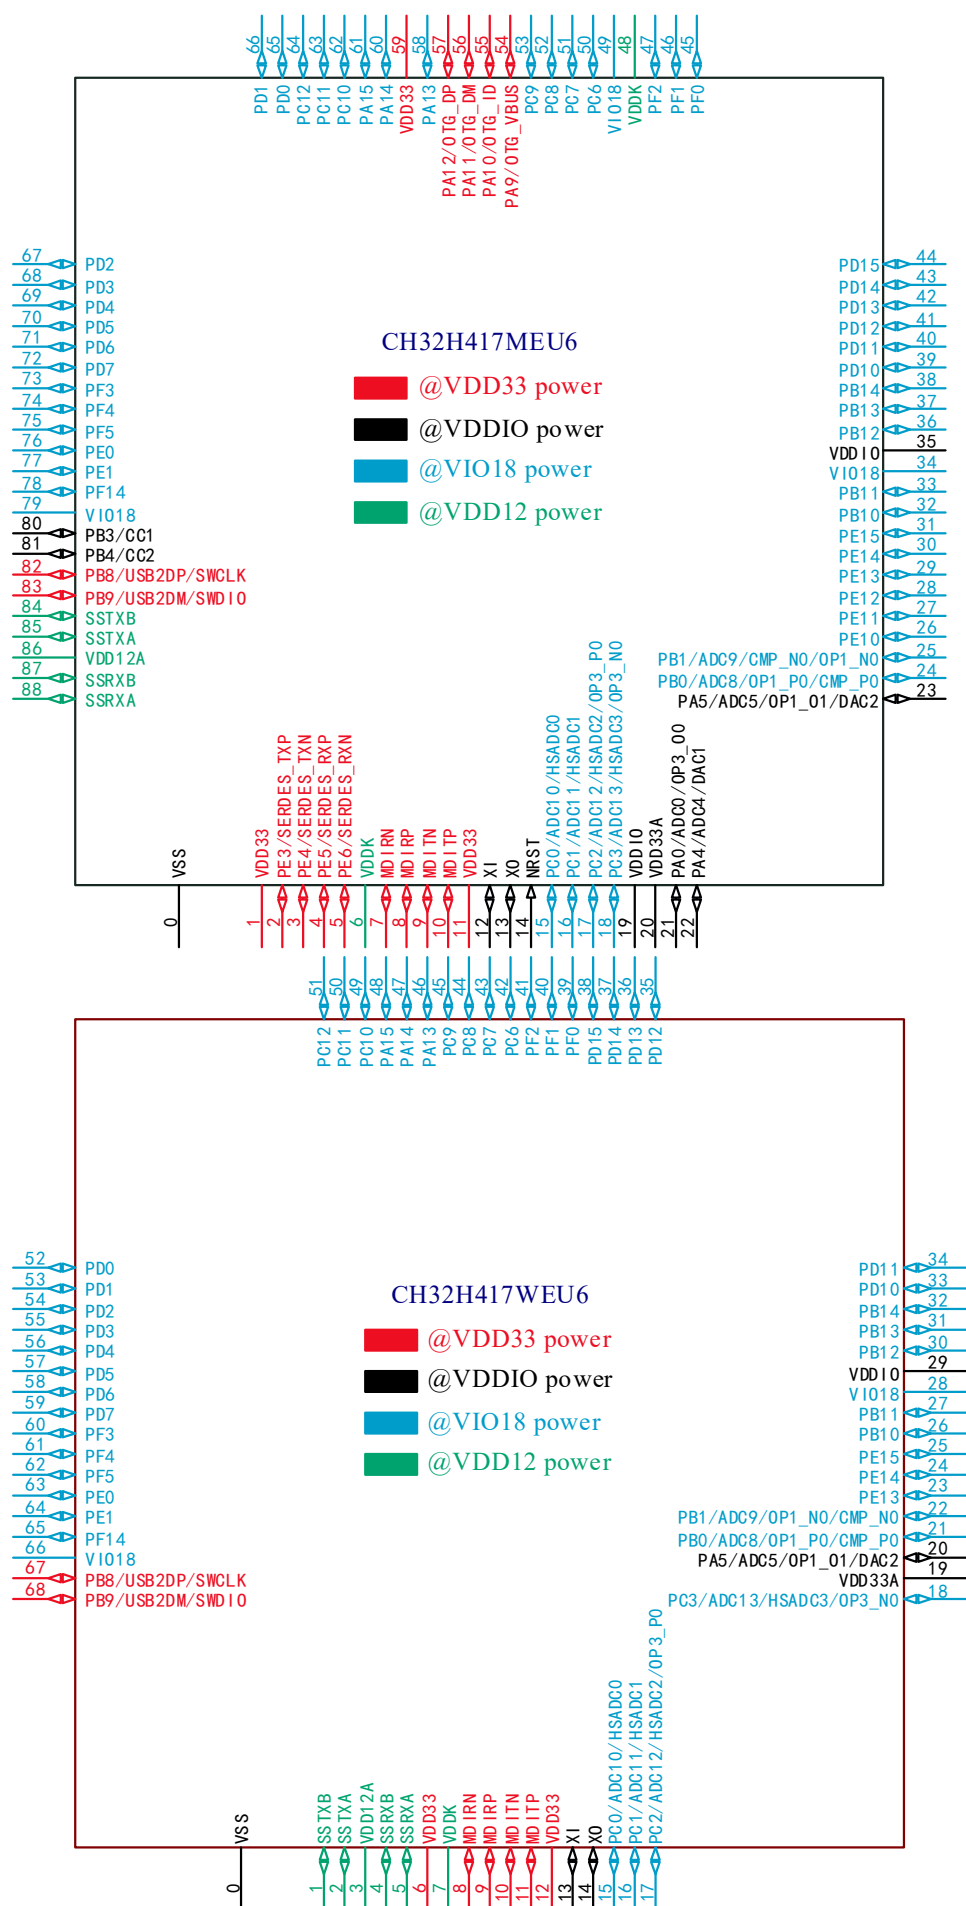 66 65 64 63 62 61 60 59 58 57 56 55 54 53 52 51 50 49 48 47 46 45
PD1 PD0 PC12 PC11 PC10 PA15 PA14 VDD33 PA13 PA12/OTG_DP PA11/OTG_DM PA10/OTG_ID PA9/OTG_VBUS PC9 PC8 PC7 PC6 VIO18 VDDK PF2 PF1 PF0
67 PD2
68 PD3
69 PD4
70 PD5
71 PD6
72 PD7
73 PF3
74 PF4
75 PF5
76 PE0
77 PE1
78 PF14
79 VIO18
80 PB3/CC1
81 PB4/CC2
82 PB8/USB2DP/SWCLK
83 PB9/USB2DM/SWDIO
84 SSTXB
85 SSTXA
86 VDD12A
87 SSRXB
88 SSRXA
CH32H417MEU6
@VDD33 power
@VDDIO power
@VIO18 power
@VDD12 power
PD15 44
PD14 43
PD13 42
PD12 41
PD11 40
PD10 39
PB14 38
PB13 37
PB12 36
VDDIO 35
VIO18 34
PB11 33
PB10 32
PE15 31
PE14 30
PE13 29
PE12 28
PE11 27
PE10 26
PB1/ADC9/CMP_N0/OP1_N0 25
PB0/ADC8/OP1_P0/CMP_P0 24
PA5/ADC5/OP1_O1/DAC2 23
VSS VDD33 PE3/SERDES_TXP PE4/SERDES_TXN PE5/SERDES_RXP PE6/SERDES_RXN VDDK MDIRN MDIRP MDITN MDITP VDD33 XI XO NRST PC0/ADC10/HSADC0 PC1/ADC11/HSADC1 PC2/ADC12/HSADC2/OP3_P0 PC3/ADC13/HSADC3/OP3_N0 VDDIO VDD33A PA0/ADC0/OP3_O0 PA4/ADC4/DAC1
0 1 2 3 4 5 6 7 8 9 10 11 12 13 14 15 16 17 18 19 20 21 22
51 50 49 48 47 46 45 44 43 42 41 40 39 38 37 36 35
PC12 PC11 PC10 PA15 PA14 PA13 PC9 PC8 PC7 PC6 PF2 PF1 PF0 PD15 PD14 PD13 PD12
52 PD0
53 PD1
54 PD2
55 PD3
56 PD4
57 PD5
58 PD6
59 PD7
60 PF3
61 PF4
62 PF5
63 PE0
64 PE1
65 PF14
66 VIO18
67 PB8/USB2DP/SWCLK
68 PB9/USB2DM/SWDIO
CH32H417WEU6
@VDD33 power
@VDDIO power
@VIO18 power
@VDD12 power
PD11 34
PD10 33
PB14 32
PB13 31
PB12 30
VDDIO 29
VIO18 28
PB11 27
PB10 26
PE15 25
PE14 24
PE13 23
PB1/ADC9/OP1_N0/CMP_N0 22
PB0/ADC8/OP1_P0/CMP_P0 21
PA5/ADC5/OP1_O1/DAC2 20
VDD33A 19
PC3/ADC13/HSADC3/OP3_N0 18
VSS SSTXB SSTXA VDD12A SSRXB SSRXA VDD33 VDDK MDIRN MDIRP MDITN MDITP VDD33 XI XO PC0/ADC10/HSADC0 PC1/ADC11/HSADC1 PC2/ADC12/HSADC2/OP3_P0
0 1 2 3 4 5 6 7 8 9 10 11 12 13 14 15 16 17